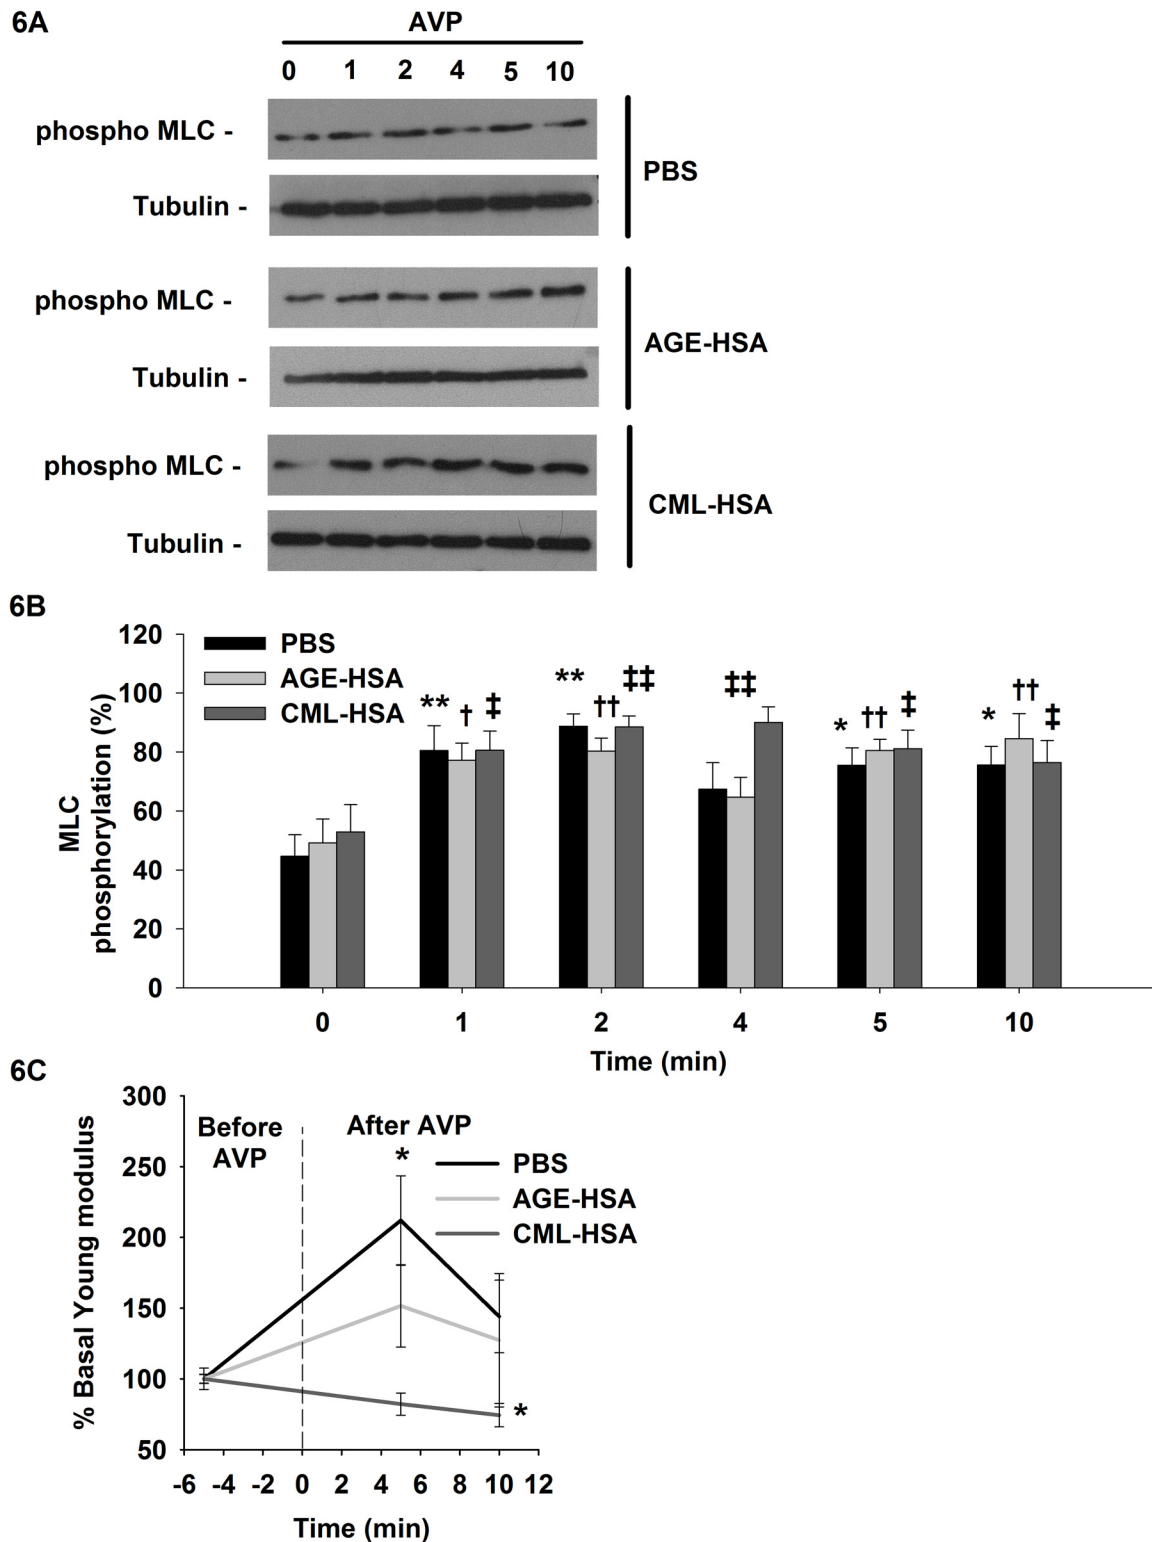 6A
AVP
0 1 2 4 5 10
phospho MLC -
PBS
Tubulin -
phospho MLC -
AGE-HSA
Tubulin -
phospho MLC -
CML-HSA
Tubulin -
6B
MLC
phosphorylation (%)
120
100
80
60
40
20
0
PBS
AGE-HSA
CML-HSA
** † ‡
** †† ‡‡
‡‡
* †† ‡
* †† ‡
0 1 2 4 5 10
Time (min)
6C
% Basal Young modulus
300
250
200
150
100
50
Before
AVP
After AVP
*
PBS
AGE-HSA
CML-HSA
*
-6 -4 -2 0 2 4 6 8 10 12
Time (min)